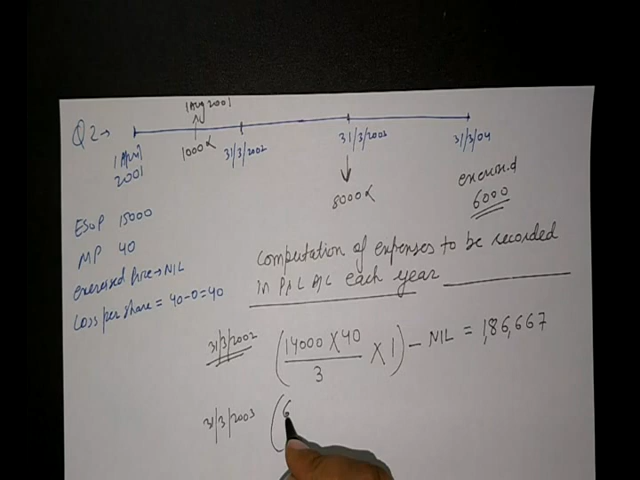 1 Aug 2001
Q2→
1 April
2001
1000 x
31/3/2002
31/3/2003
31/3/04
8000 x
exercised
6000
ESOP 15000
MP 40
exercised Price → NIL
Loss per share = 40-0=40
Computation of expenses to be recorded
in P&L A/C each year
31/3/2002 (14000 X 40 / 3 X 1) - NIL = 1,86,667
31/3/2003 (6